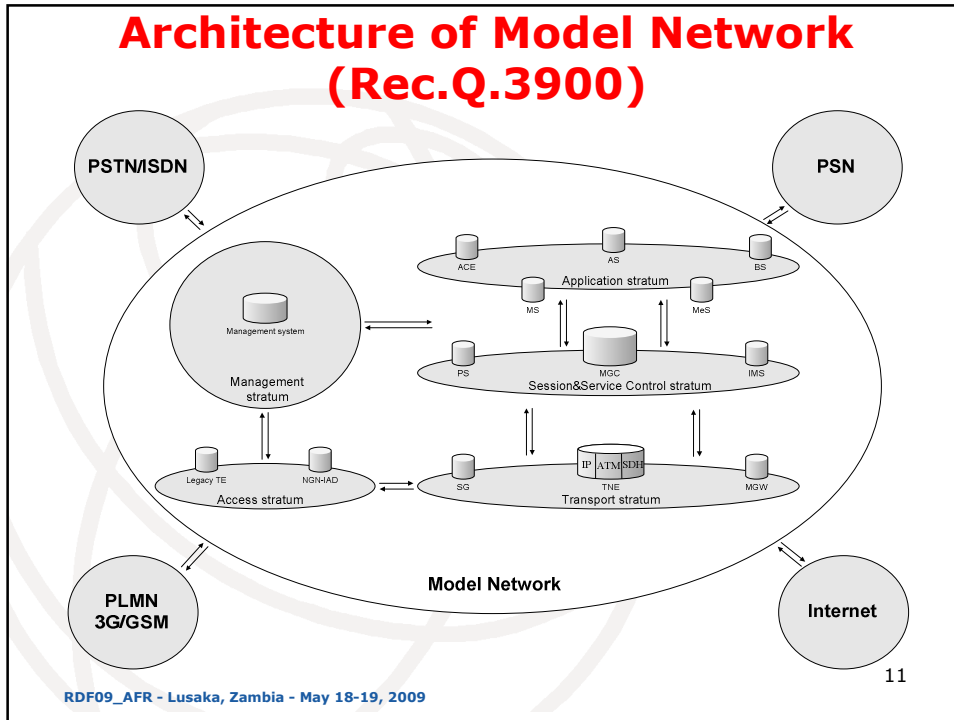 Architecture of Model Network
(Rec.Q.3900)
PSTN/ISDN
PSN
ACE
AS
BS
Application stratum
MS
MeS
Management system
Management
stratum
PS
MGC
IMS
Session&Service Control stratum
Legacy TE
NGN-IAD
Access stratum
IP ATM SDH
SG
TNE
MGW
Transport stratum
Model Network
PLMN
3G/GSM
Internet
11
RDF09_AFR - Lusaka, Zambia - May 18-19, 2009